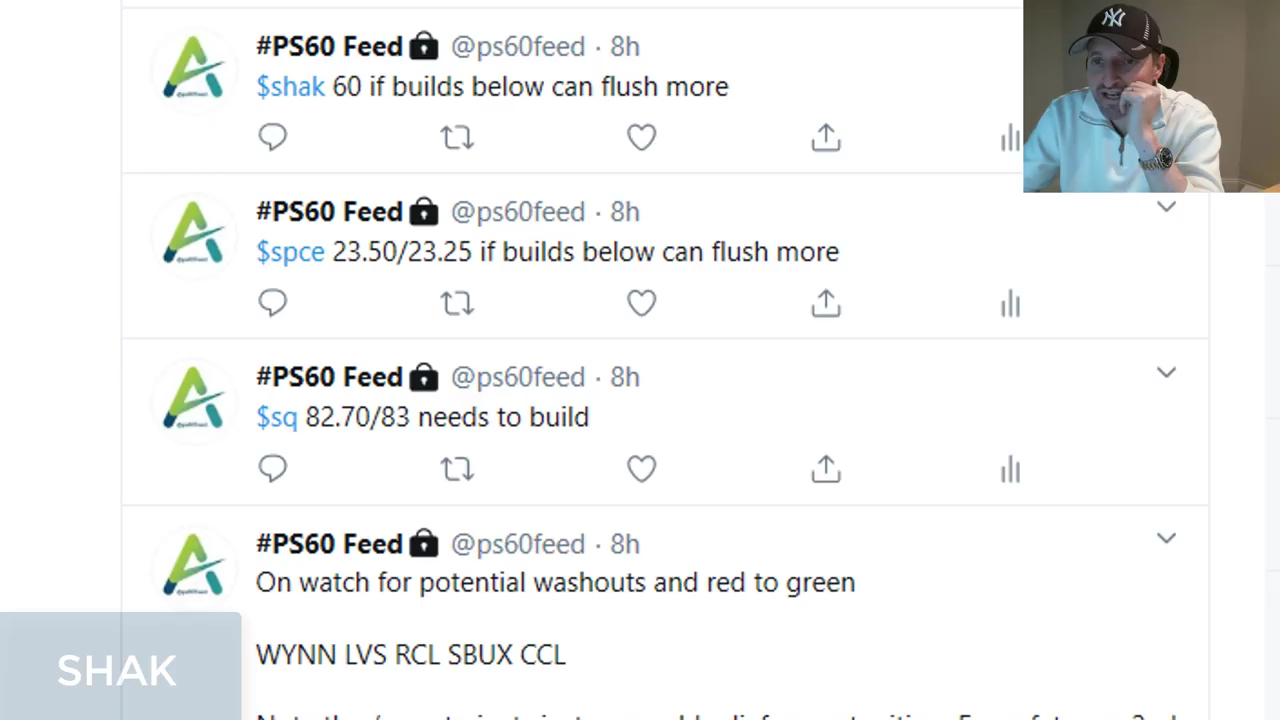 #PS60 Feed @ps60feed · 8h
$shak 60 if builds below can flush more
#PS60 Feed @ps60feed · 8h
$spce 23.50/23.25 if builds below can flush more
#PS60 Feed @ps60feed · 8h
$sq 82.70/83 needs to build
#PS60 Feed @ps60feed · 8h
On watch for potential washouts and red to green
WYNN LVS RCL SBUX CCL
SHAK